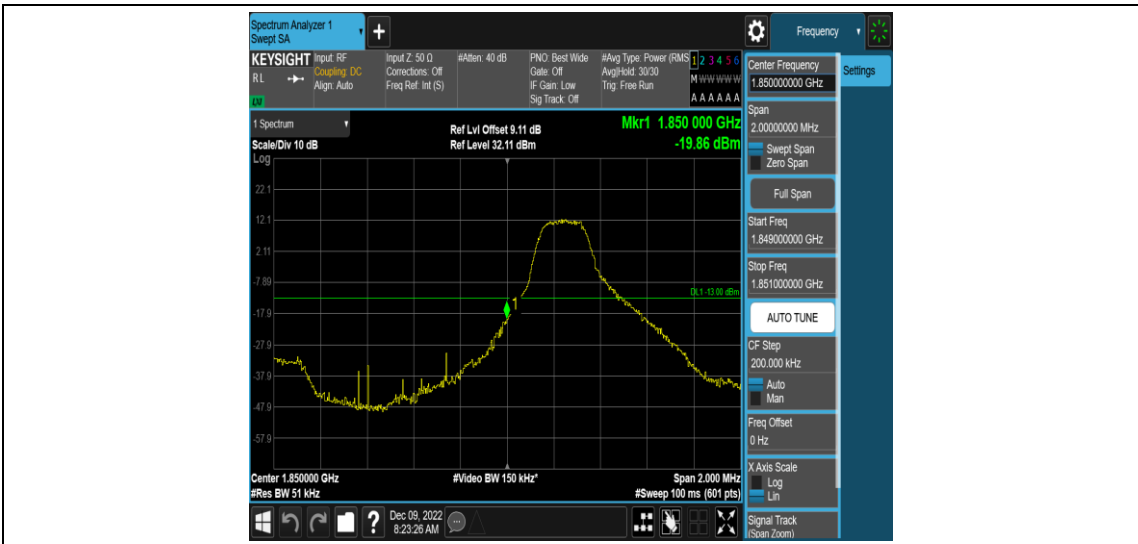 Spectrum Analyzer 1
Swept SA
+
Frequency
KEYSIGHT
RL
LXI
Input: RF
Coupling: DC
Align: Auto
Input Z: 50 Ω
Corrections: Off
Freq Ref: Int (S)
#Atten: 40 dB
PNO: Best Wide
Gate: Off
IF Gain: Low
Sig Track: Off
#Avg Type: Power (RMS
Avg|Hold: 30/30
Trig: Free Run
1 2 3 4 5 6
M W W W W W
A A A A A A
1 Spectrum
Scale/Div 10 dB
Ref Lvl Offset 9.11 dB
Ref Level 32.11 dBm
Mkr1 1.850 000 GHz
-19.86 dBm
Log
22.1
12.1
2.11
-7.89
DL1 -13.00 dBm
1
-17.9
-27.9
-37.9
-47.9
-57.9
Center 1.850000 GHz
#Video BW 150 kHz*
Span 2.000 MHz
#Res BW 51 kHz
#Sweep 100 ms (601 pts)
?
Dec 09, 2022
8:23:26 AM
Center Frequency
1.850000000 GHz
Settings
Span
2.00000000 MHz
Swept Span
Zero Span
Full Span
Start Freq
1.849000000 GHz
Stop Freq
1.851000000 GHz
AUTO TUNE
CF Step
200.000 kHz
Auto
Man
Freq Offset
0 Hz
X Axis Scale
Log
Lin
Signal Track
(Span Zoom)